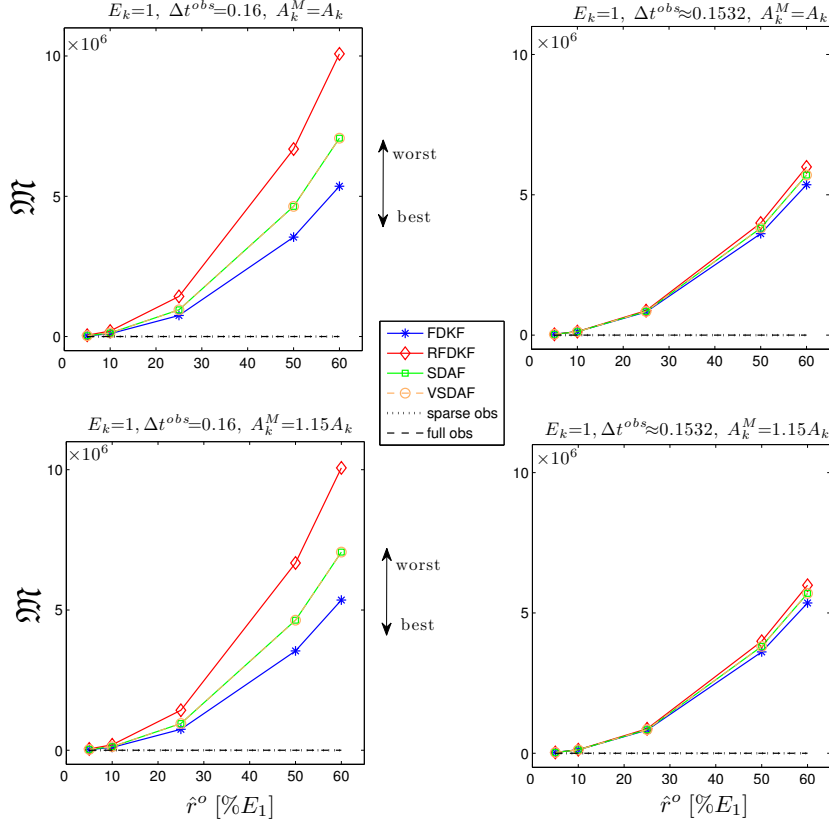 E_k=1, Δt^{obs}=0.16, A_k^M=A_k
×10^6
10
5
0
0 10 20 30 40 50 60
𝔐
worst
best
E_k=1, Δt^{obs}≈0.1532, A_k^M=A_k
×10^6
10
5
0
0 10 20 30 40 50 60
FDKF
RFDKF
SDAF
VSDAF
sparse obs
full obs
E_k=1, Δt^{obs}=0.16, A_k^M=1.15A_k
×10^6
10
5
0
0 10 20 30 40 50 60
𝔐
r̂^o [%E_1]
worst
best
E_k=1, Δt^{obs}≈0.1532, A_k^M=1.15A_k
×10^6
10
5
0
0 10 20 30 40 50 60
r̂^o [%E_1]